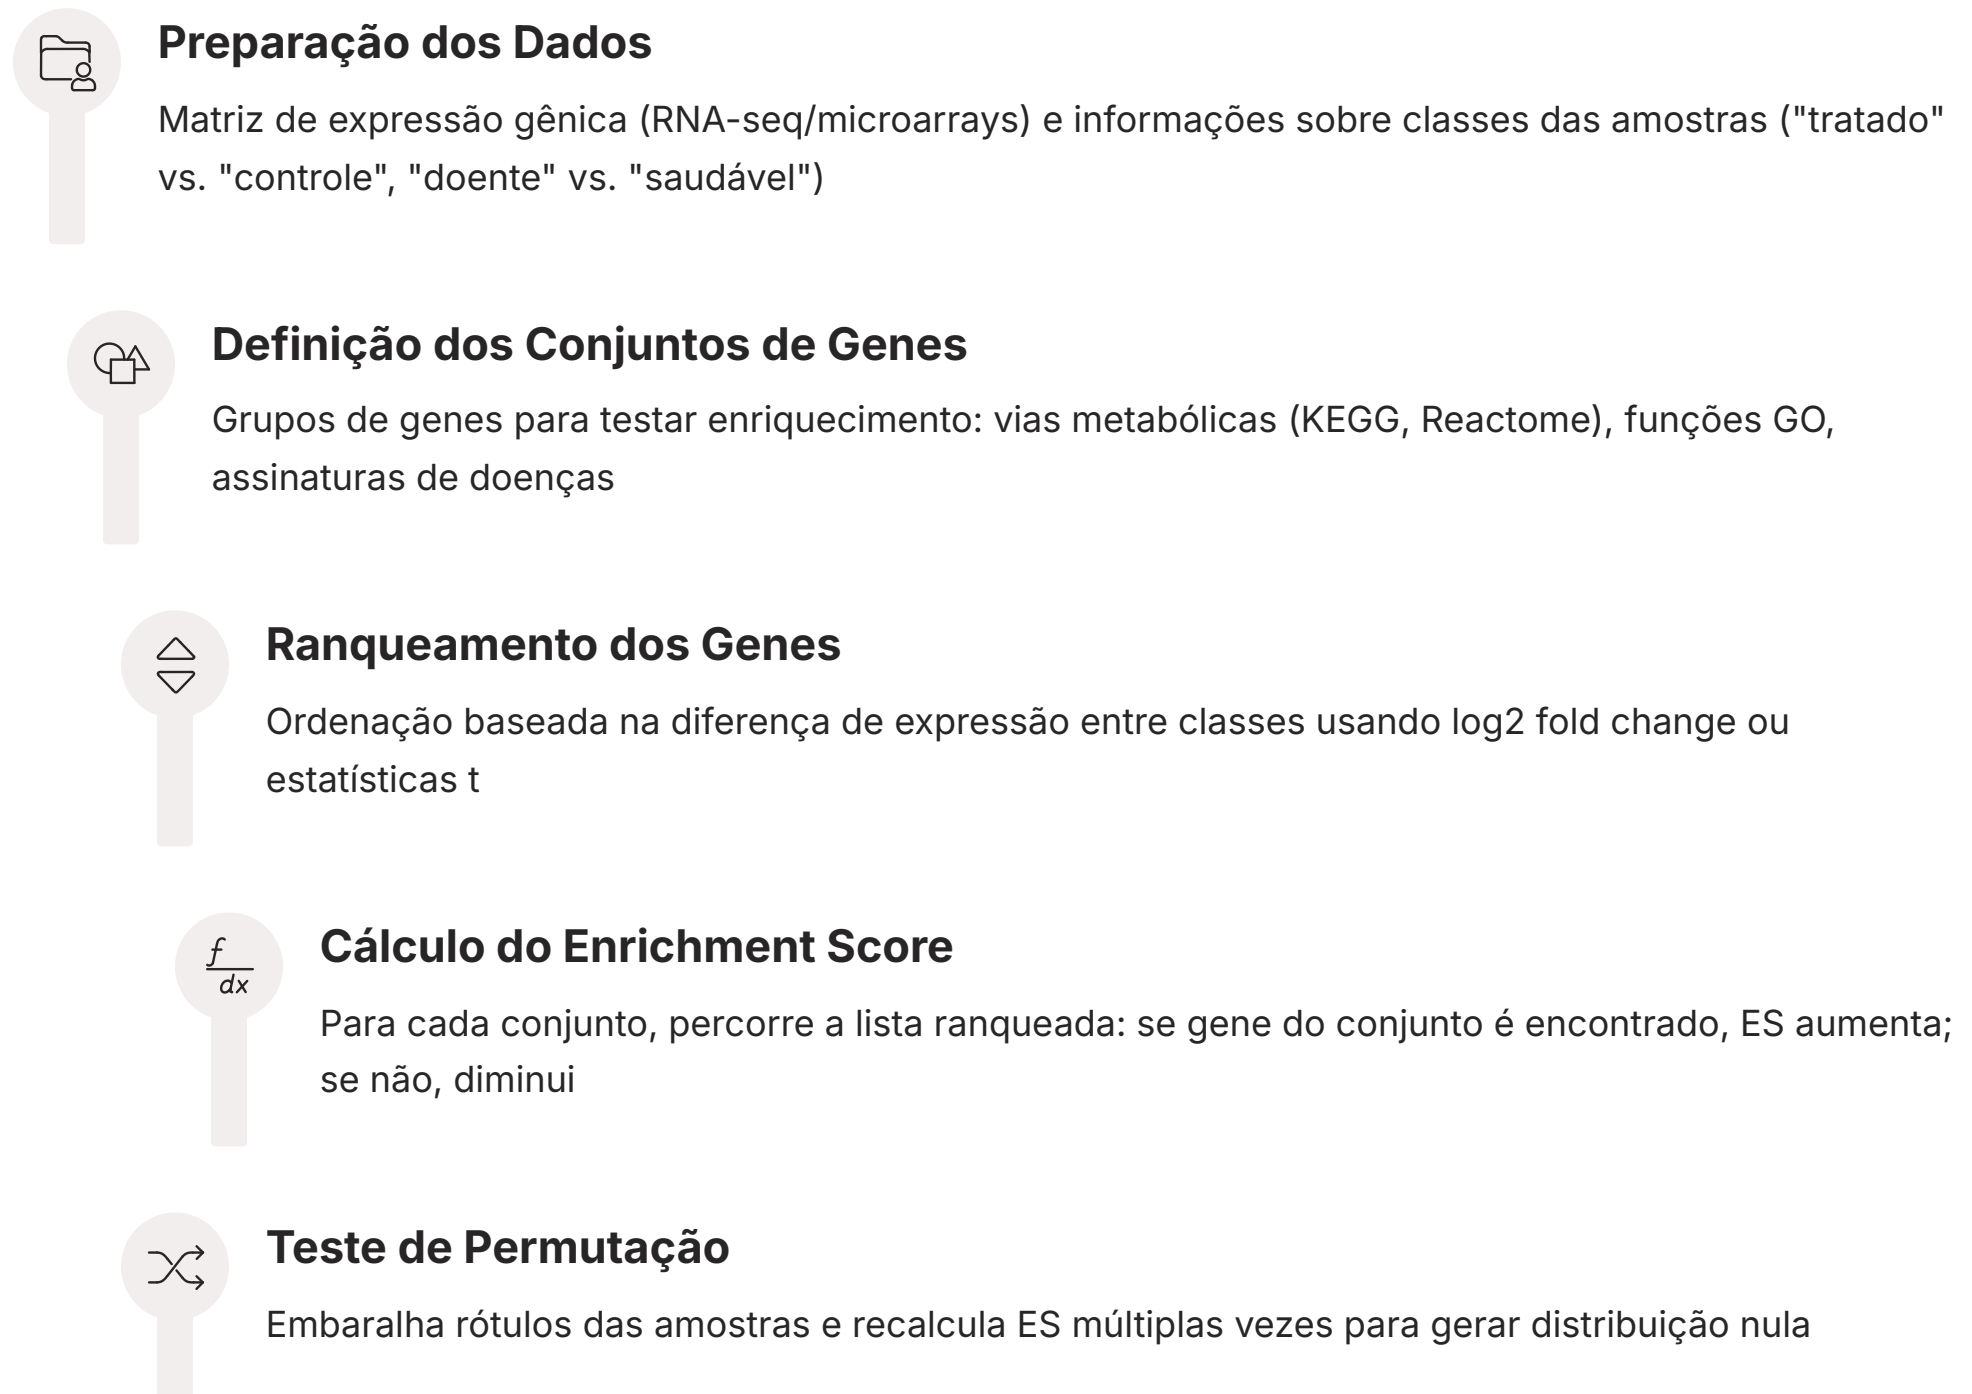 Preparação dos Dados
Matriz de expressão gênica (RNA-seq/microarrays) e informações sobre classes das amostras ("tratado"
vs. "controle", "doente" vs. "saudável")
Definição dos Conjuntos de Genes
Grupos de genes para testar enriquecimento: vias metabólicas (KEGG, Reactome), funções GO,
assinaturas de doenças
Ranqueamento dos Genes
Ordenação baseada na diferença de expressão entre classes usando log2 fold change ou
estatísticas t
f
dx
Cálculo do Enrichment Score
Para cada conjunto, percorre a lista ranqueada: se gene do conjunto é encontrado, ES aumenta;
se não, diminui
Teste de Permutação
Embaralha rótulos das amostras e recalcula ES múltiplas vezes para gerar distribuição nula